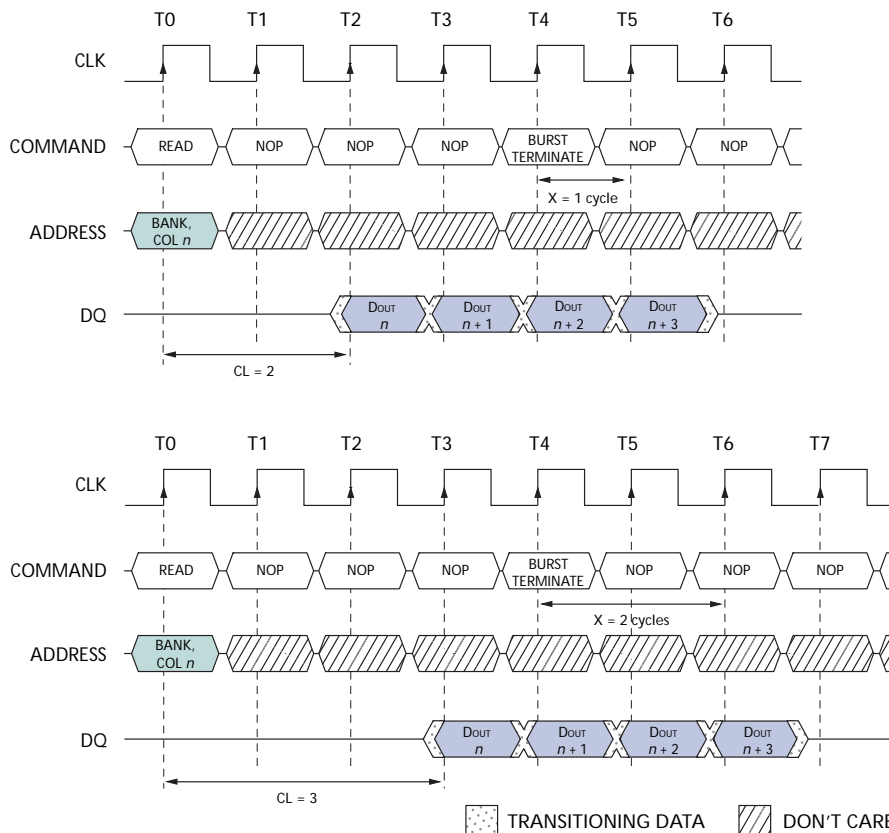 T0 T1 T2 T3 T4 T5 T6
CLK
COMMAND READ NOP NOP NOP BURST TERMINATE NOP NOP
X = 1 cycle
ADDRESS BANK, COL n
DQ DOUT n DOUT n + 1 DOUT n + 2 DOUT n + 3
CL = 2
T0 T1 T2 T3 T4 T5 T6 T7
CLK
COMMAND READ NOP NOP NOP BURST TERMINATE NOP NOP NOP
X = 2 cycles
ADDRESS BANK, COL n
DQ DOUT n DOUT n + 1 DOUT n + 2 DOUT n + 3
CL = 3
TRANSITIONING DATA DON'T CARE